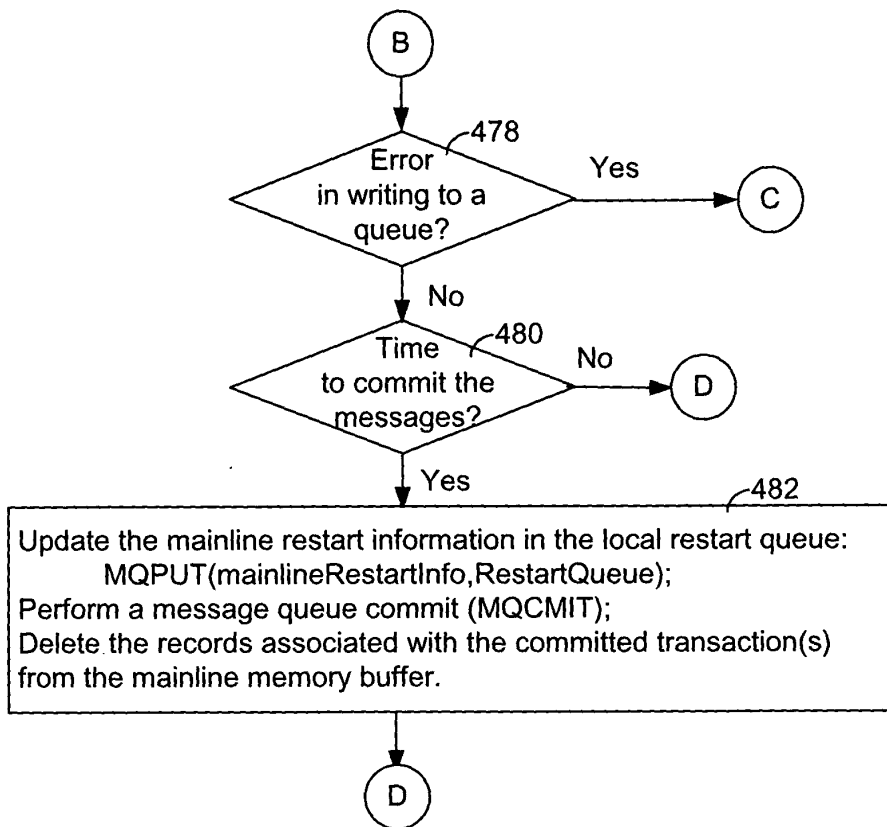 B
478
Error
in writing to a
queue?
Yes
C
No
480
Time
to commit the
messages?
No
D
Yes
482
Update the mainline restart information in the local restart queue:
MQPUT(mainlineRestartInfo,RestartQueue);
Perform a message queue commit (MQCMIT);
Delete the records associated with the committed transaction(s)
from the mainline memory buffer.
D